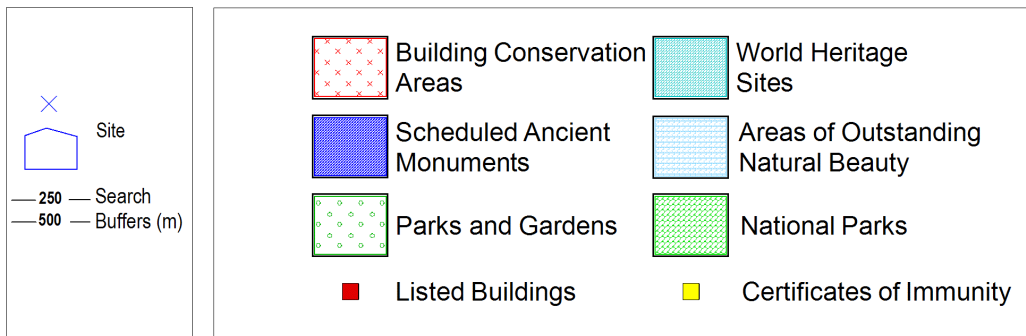 Site
250 Search
500 Buffers (m)
Building Conservation
Areas
World Heritage
Sites
Scheduled Ancient
Monuments
Areas of Outstanding
Natural Beauty
Parks and Gardens
National Parks
Listed Buildings
Certificates of Immunity